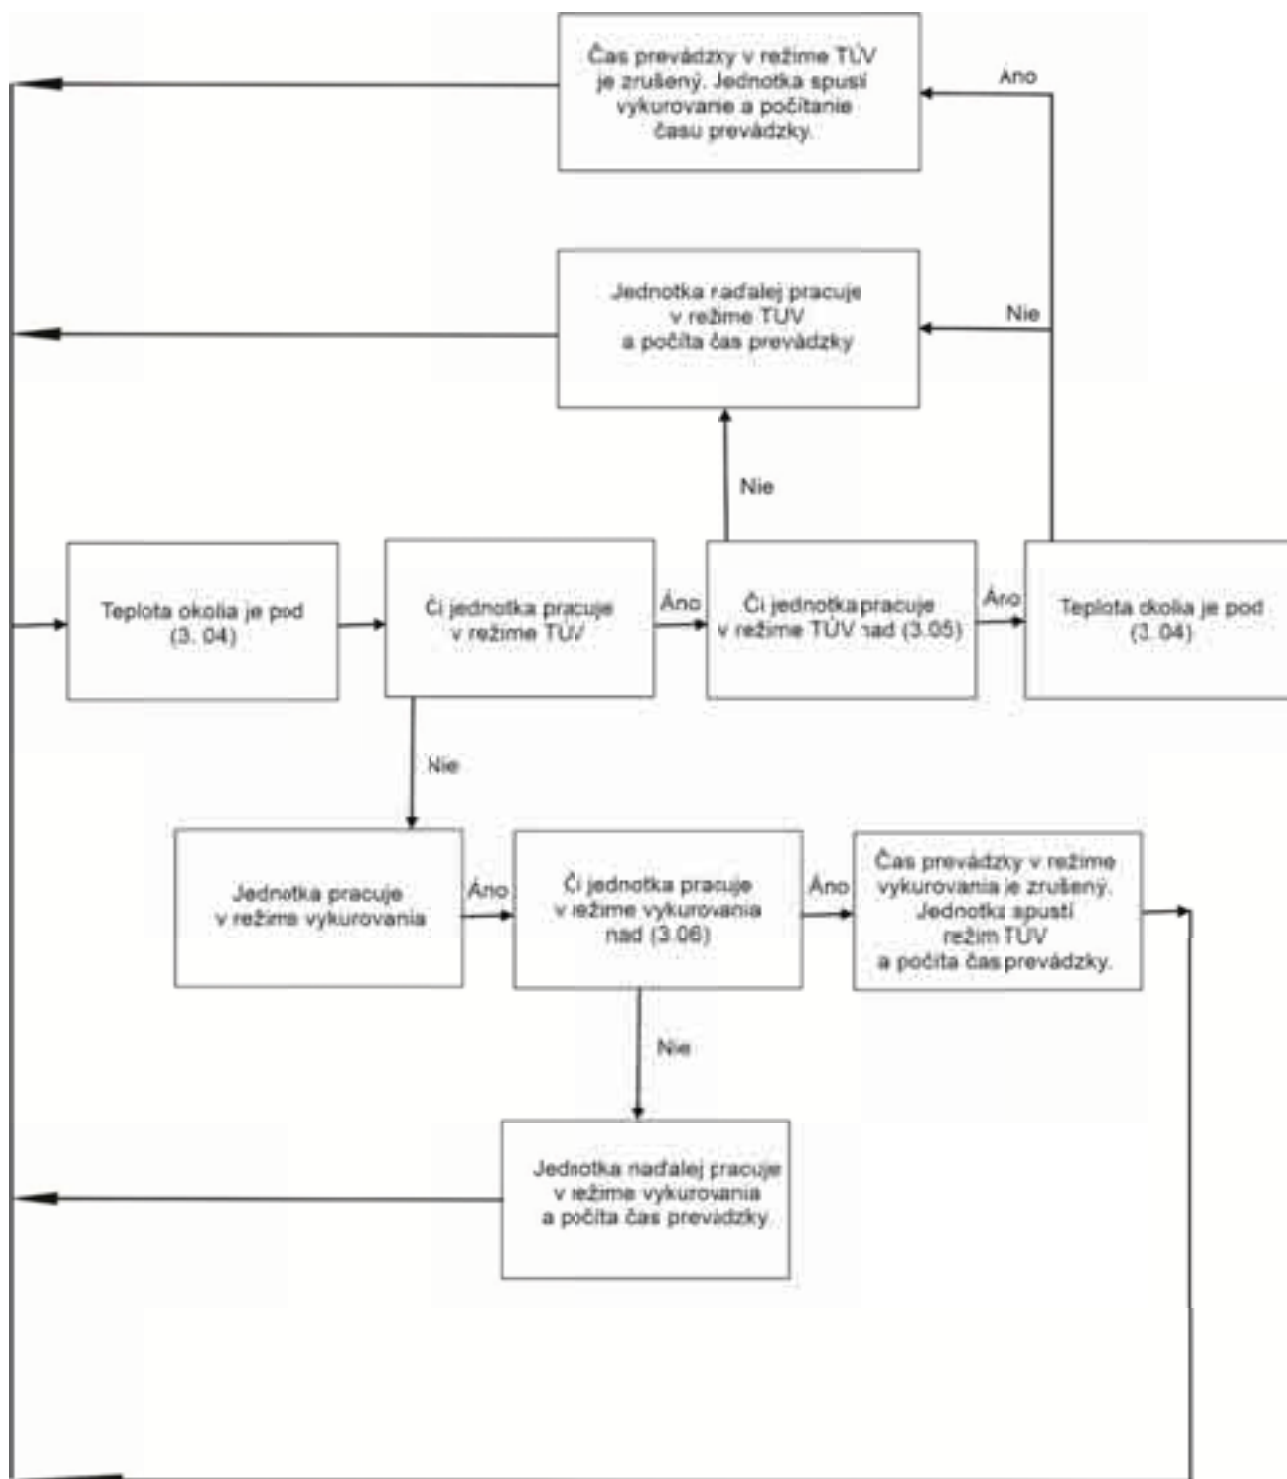 Čas prevádzky v režime TÚV
je zrušený. Jednotka spusí
vykurovanie a počítanie
času prevádzky.
Áno
Jednotka naďalej pracuje
v režime TUV
a počíta čas prevádzky
Nie
Nie
Teplota okolia je pod
(3. 04)
Či jednotka pracuje
v režime TÚV
Áno
Či jednotka pracuje
v režime TÚV nad (3.05)
Áno
Teplota okolia je pod
(3. 04)
Nie
Jednotka pracuje
v režime vykurovania
Áno
Či jednotka pracuje
v režime vykurovania
nad (3.06)
Áno
Čas prevádzky v režime
vykurovania je zrušený.
Jednotka spustí
režim TÚV
a počíta čas prevádzky.
Nie
Jednotka naďalej pracuje
v režime vykurovania
a počíta čas prevádzky